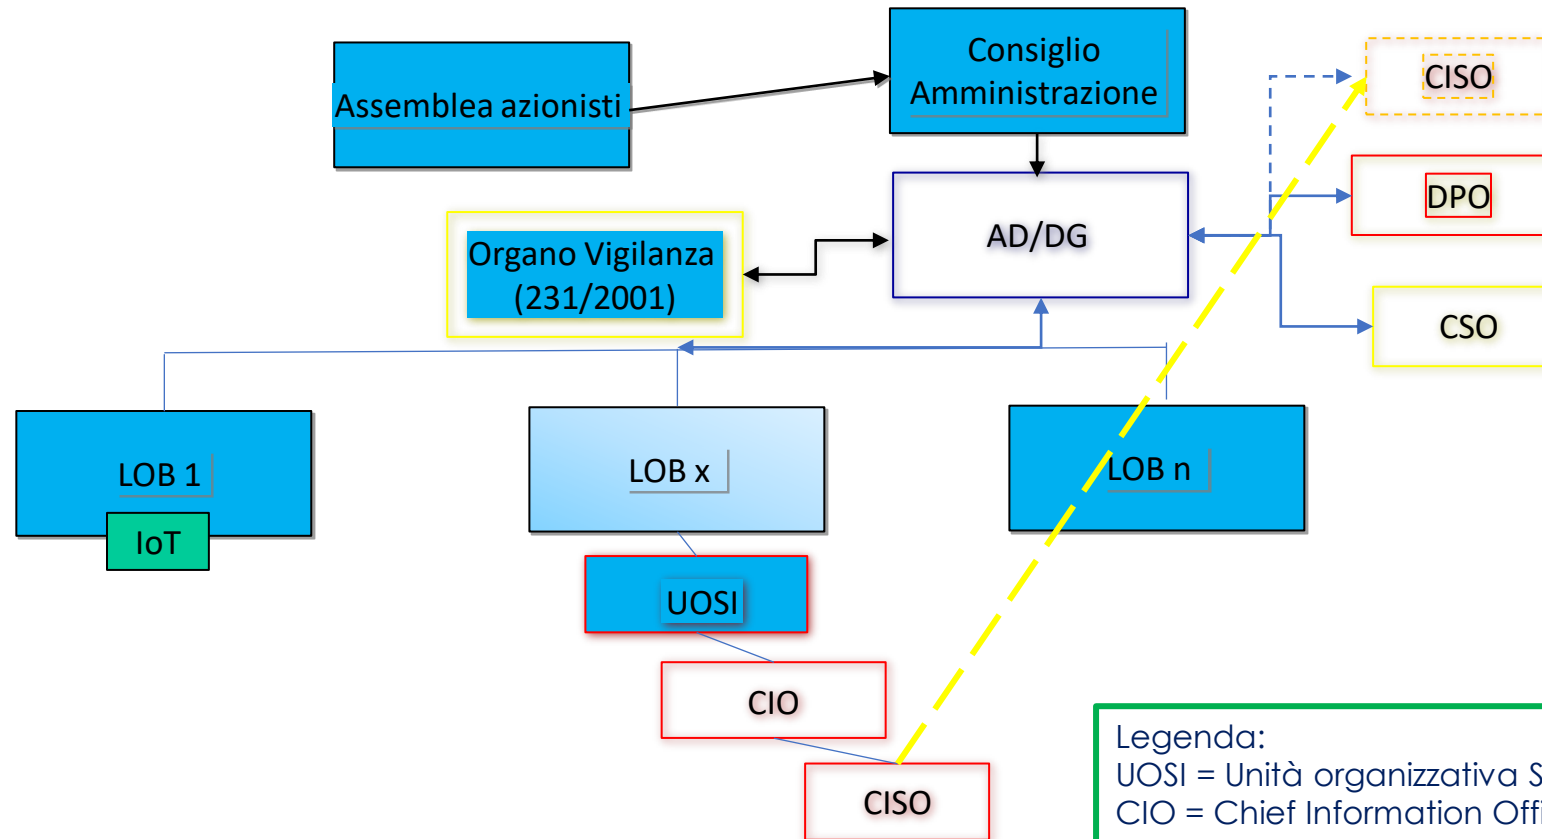 Consiglio
Amministrazione
Assemblea azionisti
CISO
DPO
AD/DG
Organo Vigilanza
(231/2001)
CSO
LOB 1
LOB x
LOB n
IoT
UOSI
CIO
CISO
Legenda:
UOSI = Unità organizzativa S
CIO = Chief Information Offi